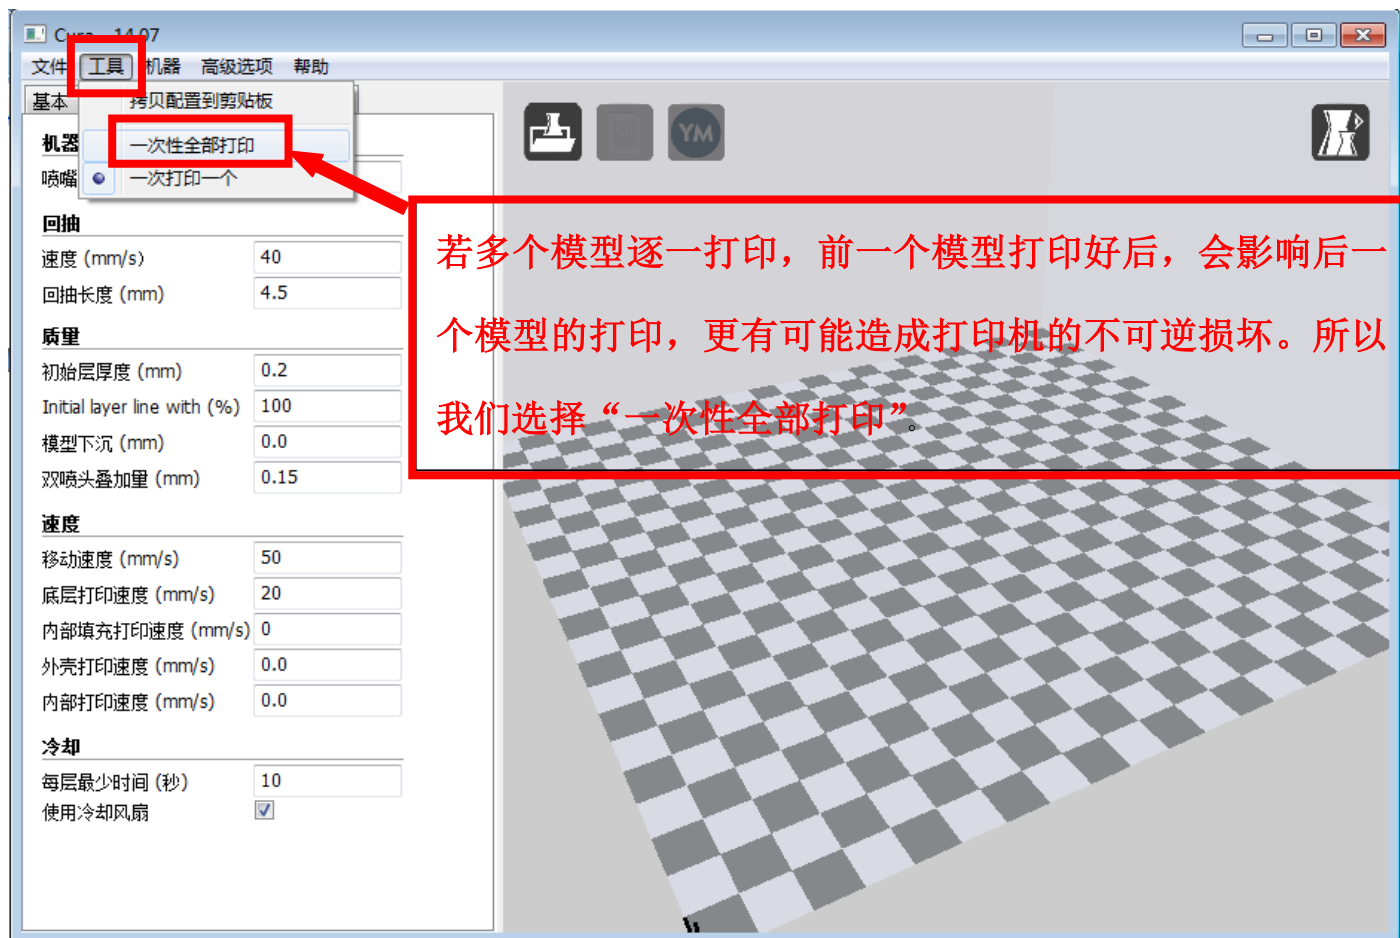 Cura - 14.07
文件 工具 机器 高级选项 帮助
基本
拷贝配置到剪贴板
一次性全部打印
一次打印一个
机器
喷嘴
回抽
速度 (mm/s) 40
回抽长度 (mm) 4.5
质量
初始层厚度 (mm) 0.2
Initial layer line with (%) 100
模型下沉 (mm) 0.0
双喷头叠加量 (mm) 0.15
速度
移动速度 (mm/s) 50
底层打印速度 (mm/s) 20
内部填充打印速度 (mm/s) 0
外壳打印速度 (mm/s) 0.0
内部打印速度 (mm/s) 0.0
冷却
每层最少时间 (秒) 10
使用冷却风扇
YM
若多个模型逐一打印，前一个模型打印好后，会影响后一
个模型的打印，更有可能造成打印机的不可逆损坏。所以
我们选择“一次性全部打印”。